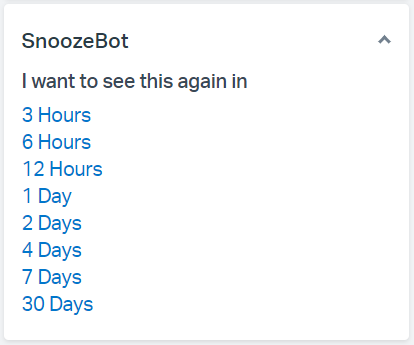 SnoozeBot
I want to see this again in
3 Hours
6 Hours
12 Hours
1 Day
2 Days
4 Days
7 Days
30 Days